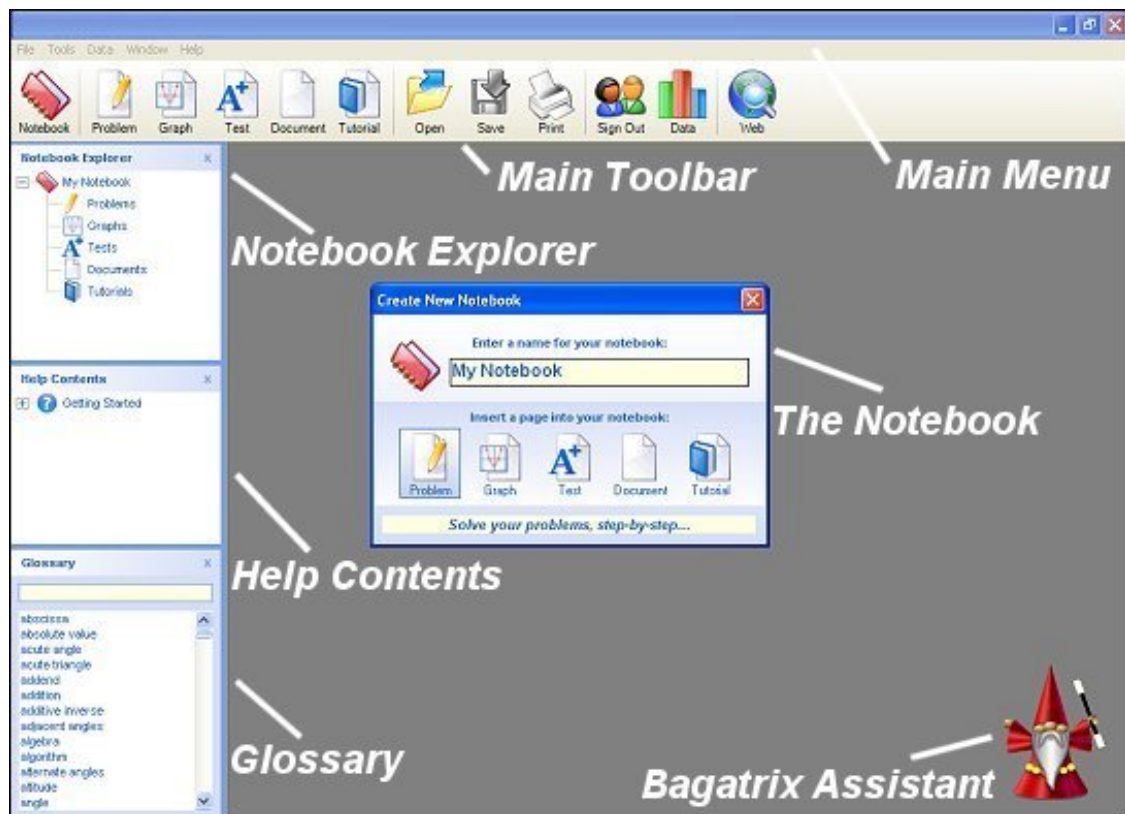 File Tools Data Window Help
Notebook Problem Graph Test Document Tutorial Open Save Print Sign Out Data Web
Main Toolbar
Main Menu
Notebook Explorer
My Notebook
Problems
Graphs
A+ Tests
Documents
Tutorials
Notebook Explorer
Create New Notebook
Enter a name for your notebook:
My Notebook
Insert a page into your notebook:
Problem Graph Test Document Tutorial
Solve your problems, step-by-step...
The Notebook
Help Contents
Getting Started
Help Contents
Glossary
abscissa
absolute value
acute angle
acute triangle
addend
addition
additive inverse
adjacent angles
algebra
algorithm
alternate angles
altitude
angle
Glossary
Bagatrix Assistant